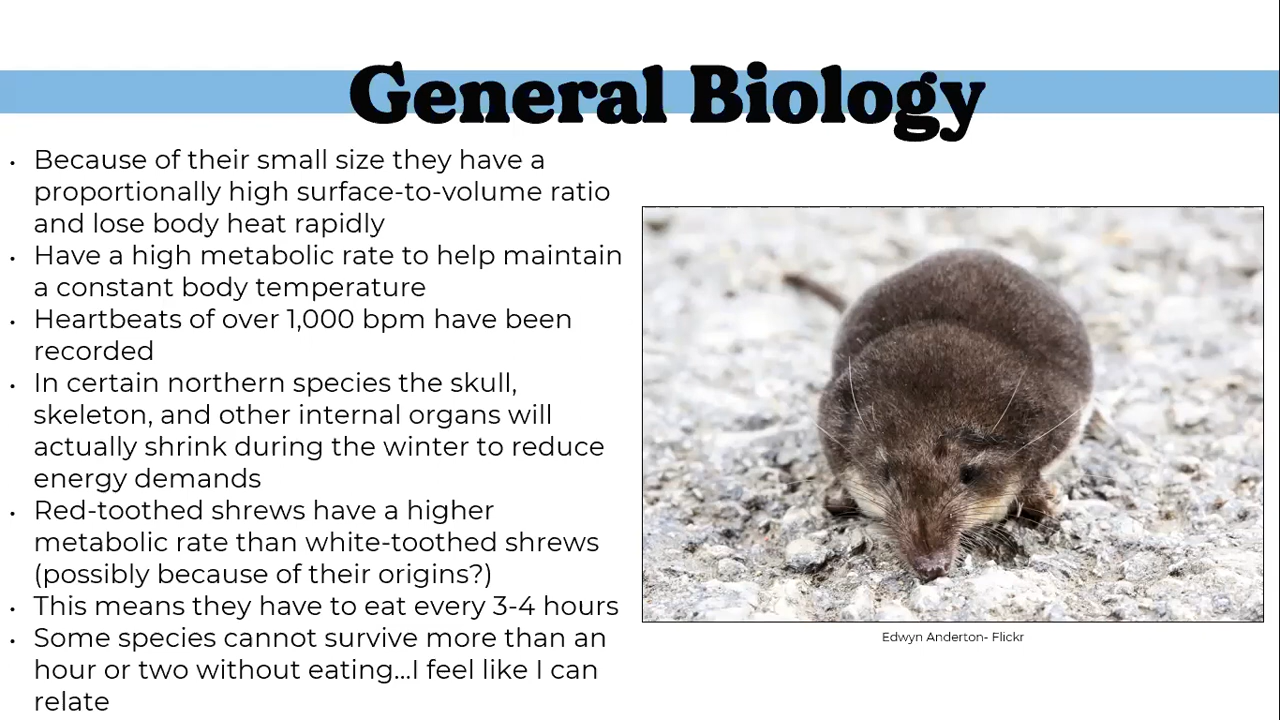 General Biology
• Because of their small size they have a
proportionally high surface-to-volume ratio
and lose body heat rapidly
• Have a high metabolic rate to help maintain
a constant body temperature
• Heartbeats of over 1,000 bpm have been
recorded
• In certain northern species the skull,
skeleton, and other internal organs will
actually shrink during the winter to reduce
energy demands
• Red-toothed shrews have a higher
metabolic rate than white-toothed shrews
(possibly because of their origins?)
• This means they have to eat every 3-4 hours
• Some species cannot survive more than an
hour or two without eating...I feel like I can
relate
Edwyn Anderton- Flickr